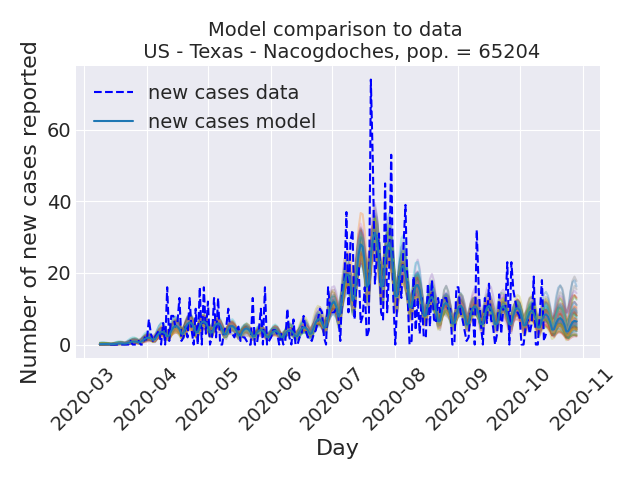 Model comparison to data
US - Texas - Nacogdoches, pop. = 65204
Number of new cases reported
new cases data
new cases model
60
40
20
0
2020-03
2020-04
2020-05
2020-06
2020-07
2020-08
2020-09
2020-10
2020-11
Day